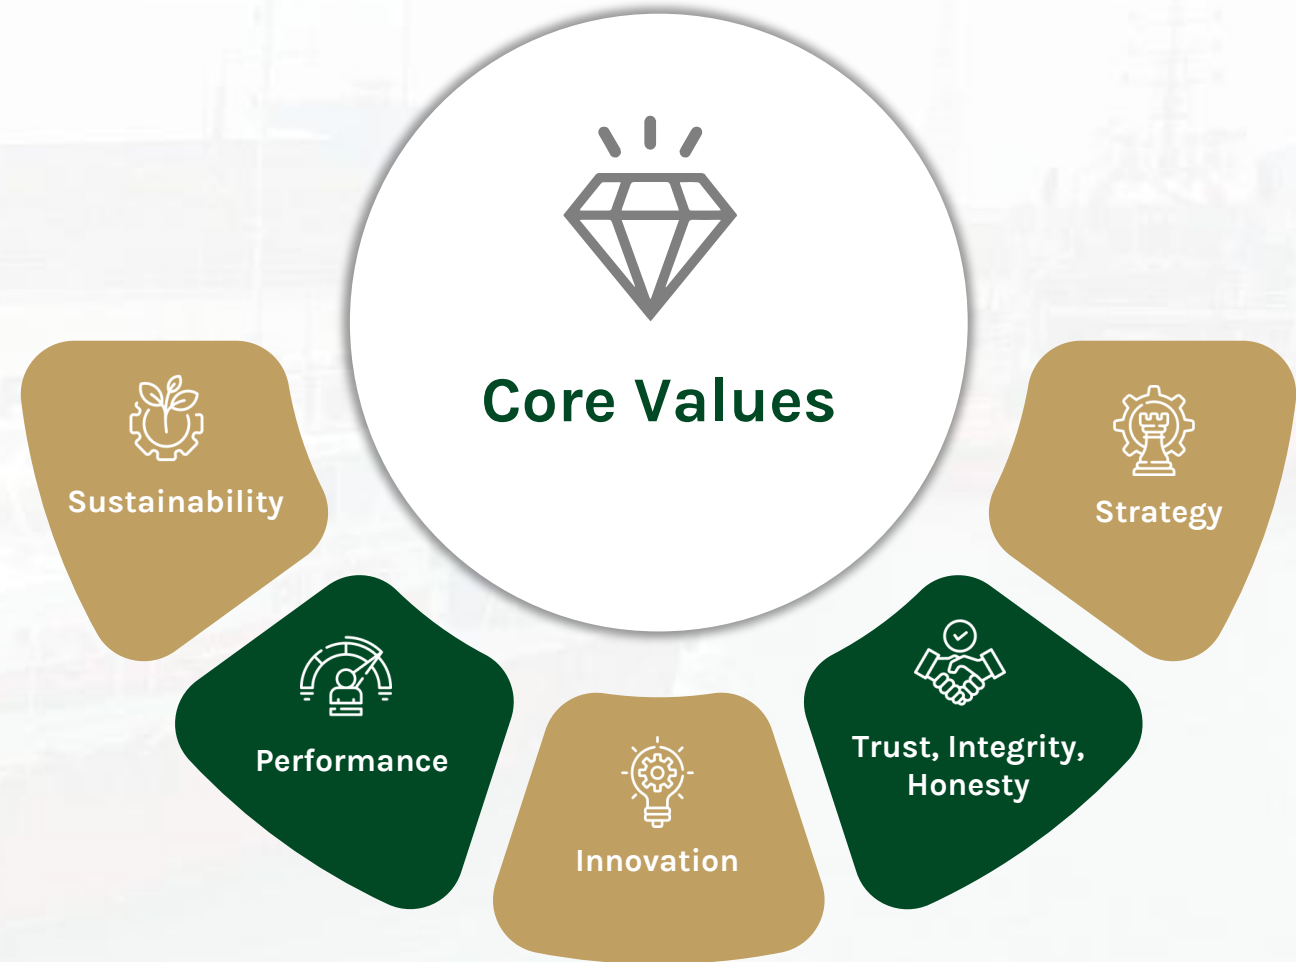 Core Values
Sustainability
Performance
Innovation
Trust, Integrity,
Honesty
Strategy